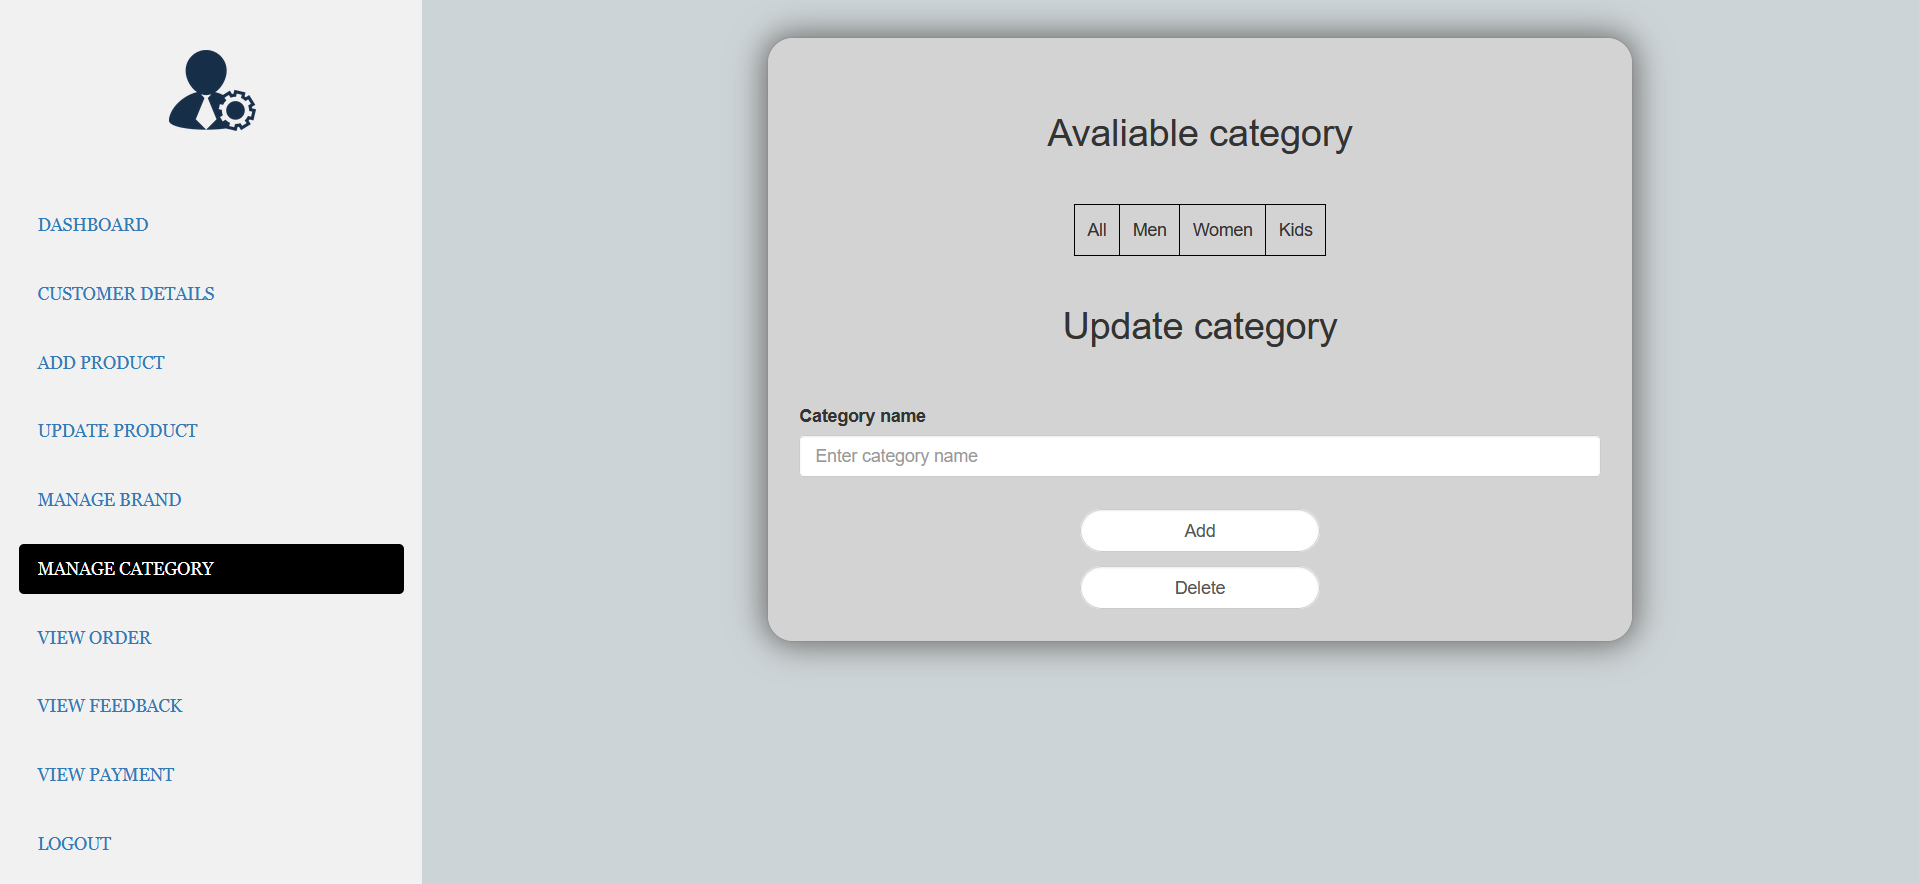 DASHBOARD
CUSTOMER DETAILS
ADD PRODUCT
UPDATE PRODUCT
MANAGE BRAND
MANAGE CATEGORY
VIEW ORDER
VIEW FEEDBACK
VIEW PAYMENT
LOGOUT
Avaliable category
All Men Women Kids
Update category
Category name
Enter category name
Add
Delete